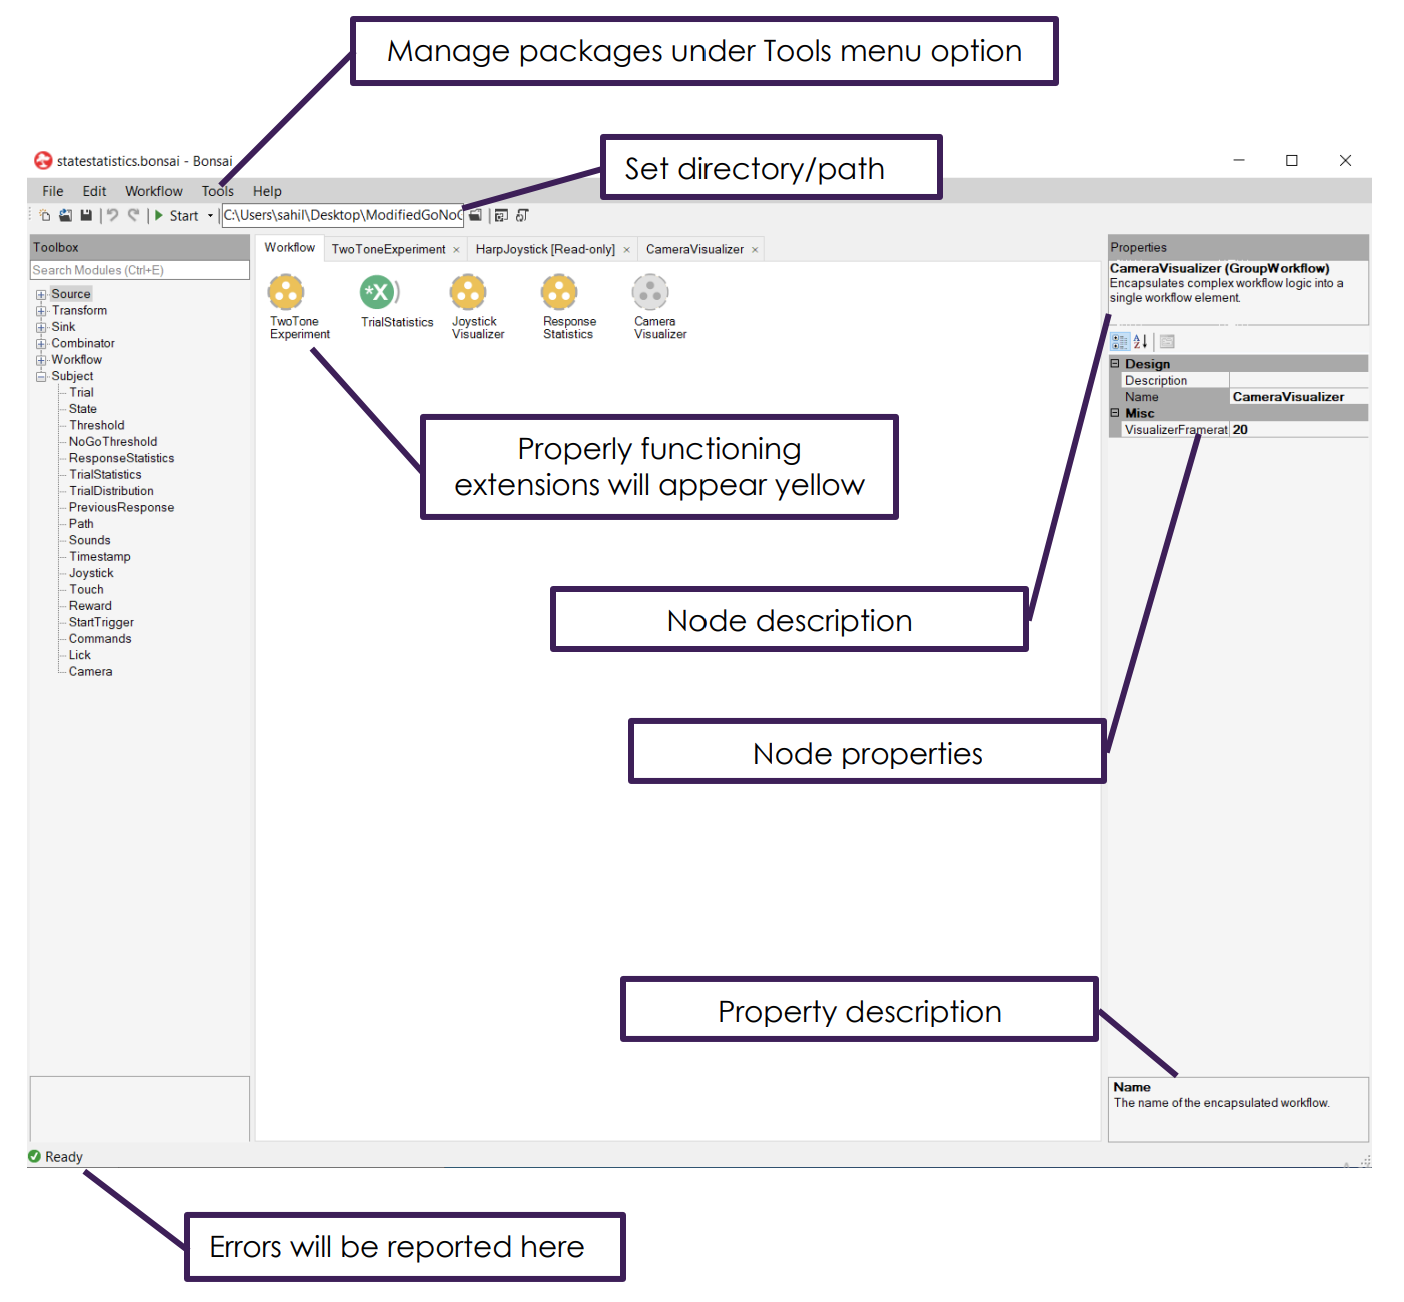 Manage packages under Tools menu option
statestatistics.bonsai - Bonsai
Set directory/path
File Edit Workflow Tools Help
Start C:\Users\sahil\Desktop\ModifiedGoNoG
Toolbox
Search Modules (Ctrl+E)
Source
Transform
Sink
Combinator
Workflow
Subject
Trial
State
Threshold
NoGoThreshold
ResponseStatistics
TrialStatistics
TrialDistribution
PreviousResponse
Path
Sounds
Timestamp
Joystick
Touch
Reward
StartTrigger
Commands
Lick
Camera
Workflow TwoToneExperiment × HarpJoystick [Read-only] × CameraVisualizer ×
TwoTone
Experiment
*X)
TrialStatistics
Joystick
Visualizer
Response
Statistics
Camera
Visualizer
Properly functioning
extensions will appear yellow
Node description
Node properties
Property description
Properties
CameraVisualizer (GroupWorkflow)
Encapsulates complex workflow logic into a
single workflow element.
Design
Description
Name CameraVisualizer
Misc
VisualizerFramerat 20
Name
The name of the encapsulated workflow.
Ready
Errors will be reported here